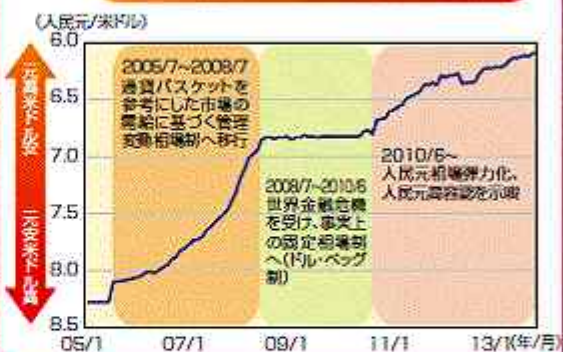 (人民元/米ドル)
6.0
6.5
7.0
7.5
8.0
8.5
元高米ドル安
元安米ドル高
2005/7~2008/7
通貨バスケットを
参考にした市場の
需給に基づく管理
変動相場制へ移行
2008/7~2010/6
世界金融危機
を受け、事実上
の固定相場制
へ(ドル・ペッグ
制)
2010/6~
人民元相場弾力化、
人民元高容認を示唆
05/1 07/1 09/1 11/1 13/1(年/月)